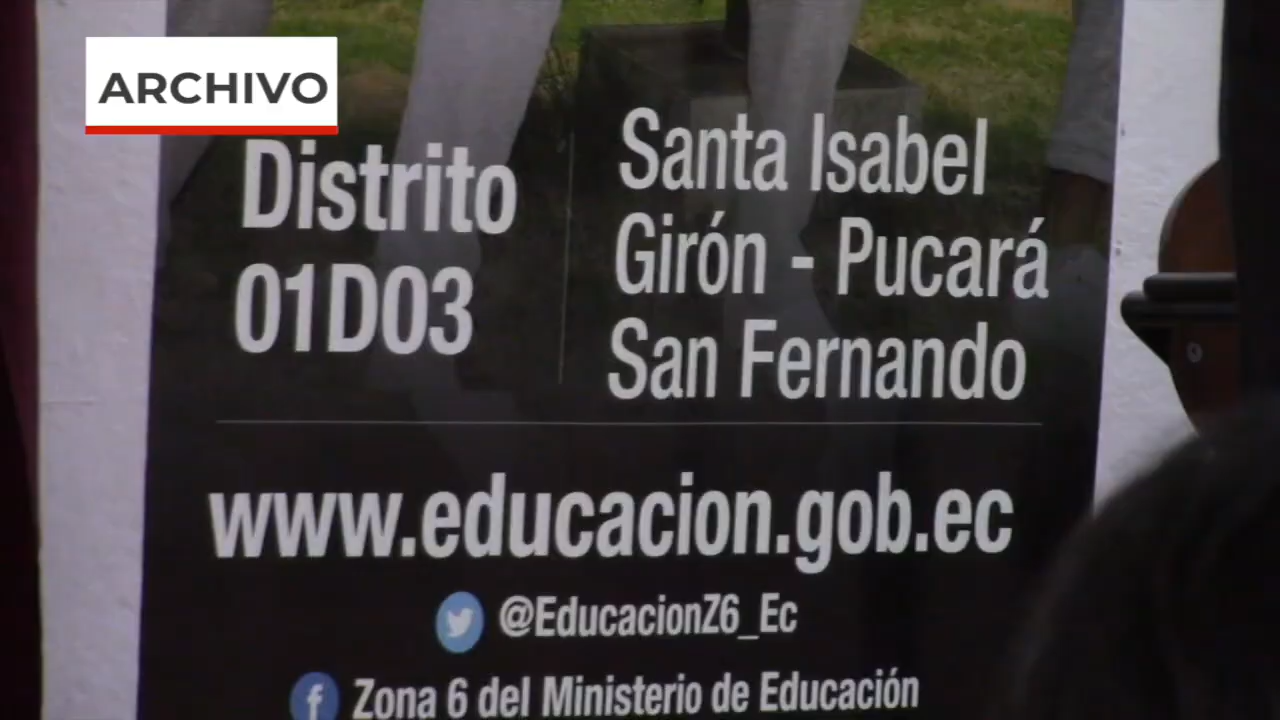 ARCHIVO
Distrito
01D03
Santa Isabel
Girón - Pucará
San Fernando
www.educacion.gob.ec
@EducacionZ6_Ec
Zona 6 del Ministerio de Educación